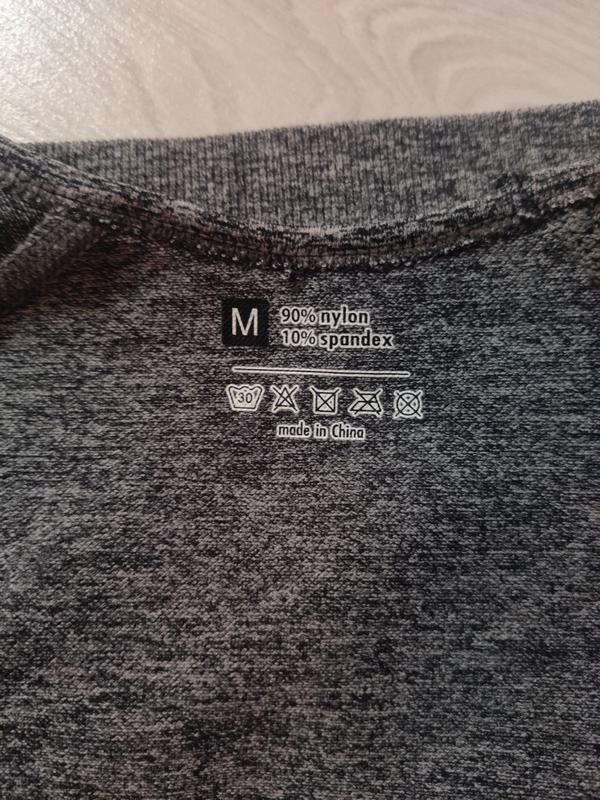 M
90% nylon
10% spandex
30
made in China